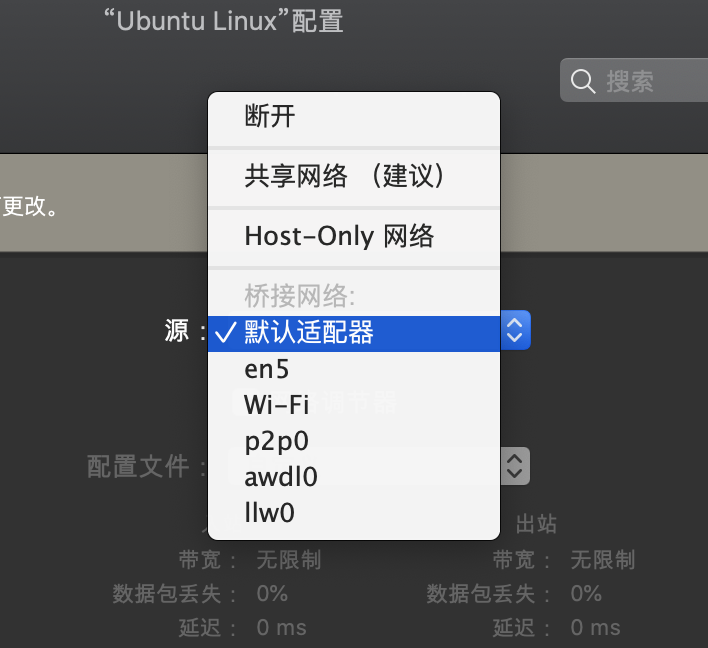 “Ubuntu Linux”配置
搜索
断开
共享网络 （建议）
更改。
Host-Only 网络
桥接网络:
源：
默认适配器
en5
Wi-Fi
p2p0
配置文件：
awdl0
llw0
出站
带宽： 无限制
带宽： 无限制
数据包丢失： 0%
数据包丢失： 0%
延迟： 0 ms
延迟： 0 ms